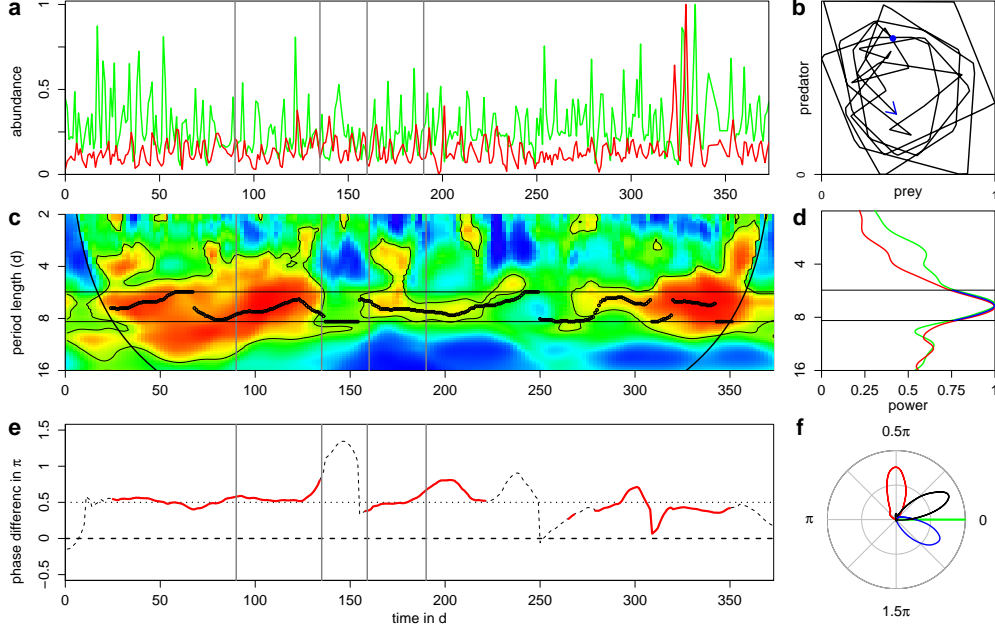 a
abundance
1
0.5
0
0 50 100 150 200 250 300 350
b
predator
0
0 1
prey
c
period length (d)
2
4
8
16
0 50 100 150 200 250 300 350
d
2
4
8
16
0 0.5 0.75 1
power
e
phase differenc in π
1.5
1
0.5
0
−0.5
0 50 100 150 200 250 300 350
time in d
f
0.5π
π 0
1.5π